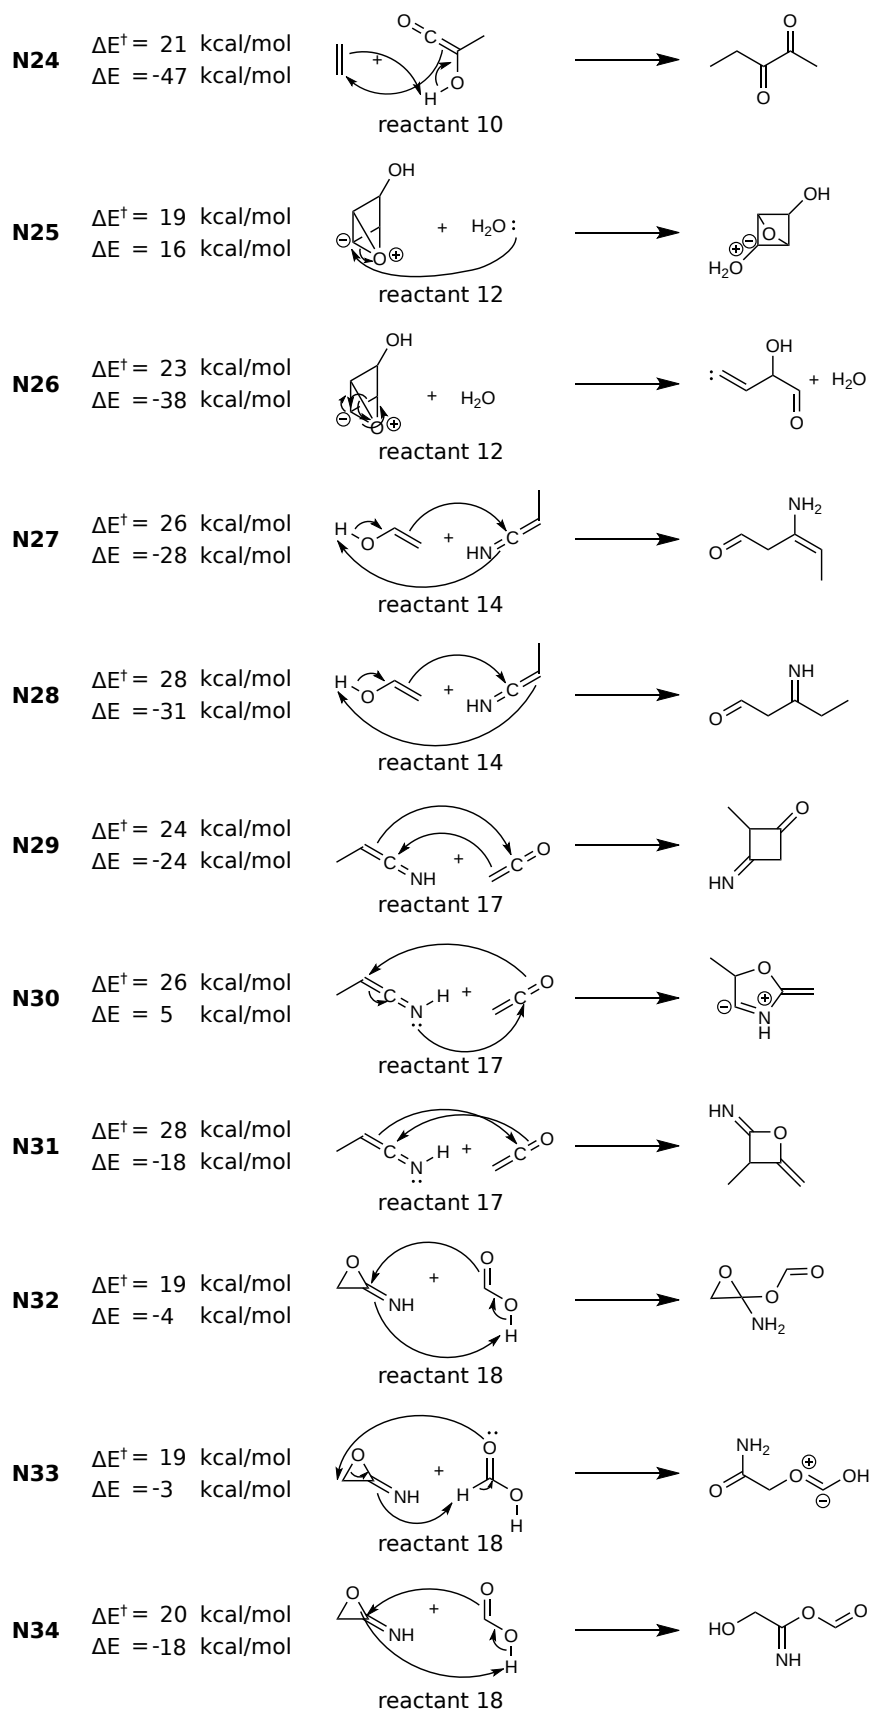 N24 ΔE† = 21 kcal/mol
ΔE = -47 kcal/mol
O C + H O O O
reactant 10
N25 ΔE† = 19 kcal/mol
ΔE = 16 kcal/mol
OH - O + + H2O : OH O + - H2O
reactant 12
N26 ΔE† = 23 kcal/mol
ΔE = -38 kcal/mol
OH - O + + H2O OH : O + H2O
reactant 12
N27 ΔE† = 26 kcal/mol
ΔE = -28 kcal/mol
H O + HN C O NH2
reactant 14
N28 ΔE† = 28 kcal/mol
ΔE = -31 kcal/mol
H O + HN C O NH
reactant 14
N29 ΔE† = 24 kcal/mol
ΔE = -24 kcal/mol
C NH + C O O HN
reactant 17
N30 ΔE† = 26 kcal/mol
ΔE = 5 kcal/mol
C N H .. + C O O - + N H
reactant 17
N31 ΔE† = 28 kcal/mol
ΔE = -18 kcal/mol
C N H .. + C O HN O
reactant 17
N32 ΔE† = 19 kcal/mol
ΔE = -4 kcal/mol
O NH + O O H O O O NH2
reactant 18
N33 ΔE† = 19 kcal/mol
ΔE = -3 kcal/mol
O NH + .. O H O H NH2 O O + - OH
reactant 18
N34 ΔE† = 20 kcal/mol
ΔE = -18 kcal/mol
O NH + O O H HO O O NH
reactant 18